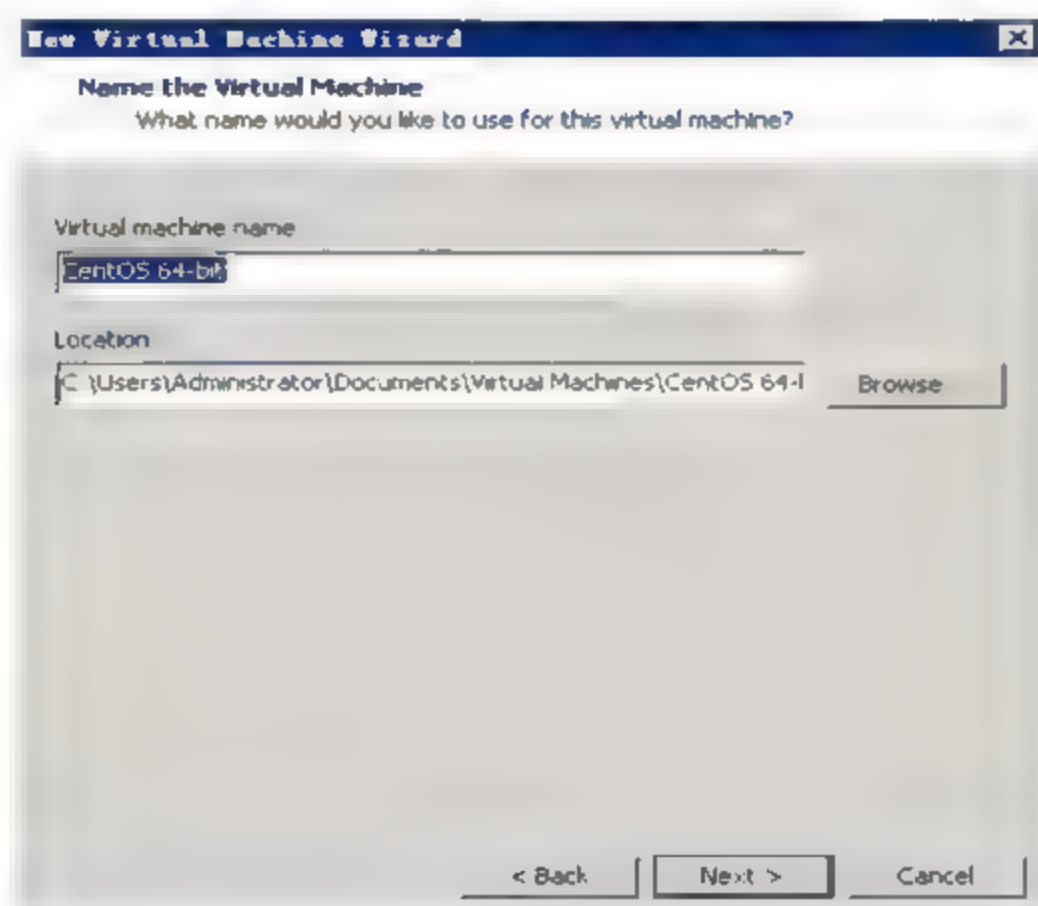 New Virtual Machine Wizard
Name the Virtual Machine
What name would you like to use for this virtual machine?
Virtual machine name
CentOS 64-bit
Location
C:\Users\Administrator\Documents\Virtual Machines\CentOS 64-l
Browse
< Back Next > Cancel